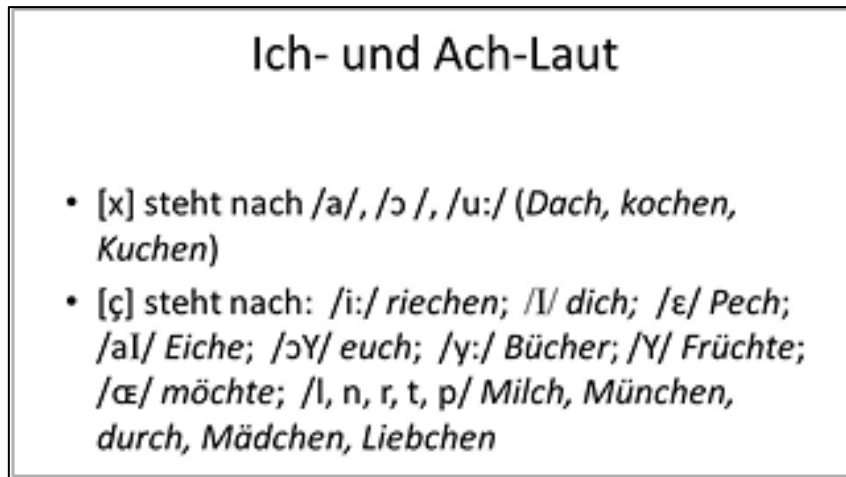 Ich- und Ach-Laut
• [x] steht nach /a/, /ɔ /, /u:/ (Dach, kochen,
Kuchen)
• [ç] steht nach: /i:/ riechen; /I/ dich; /ɛ/ Pech;
/aI/ Eiche; /ɔY/ euch; /y:/ Bücher; /Y/ Früchte;
/œ/ möchte; /l, n, r, t, p/ Milch, München,
durch, Mädchen, Liebchen